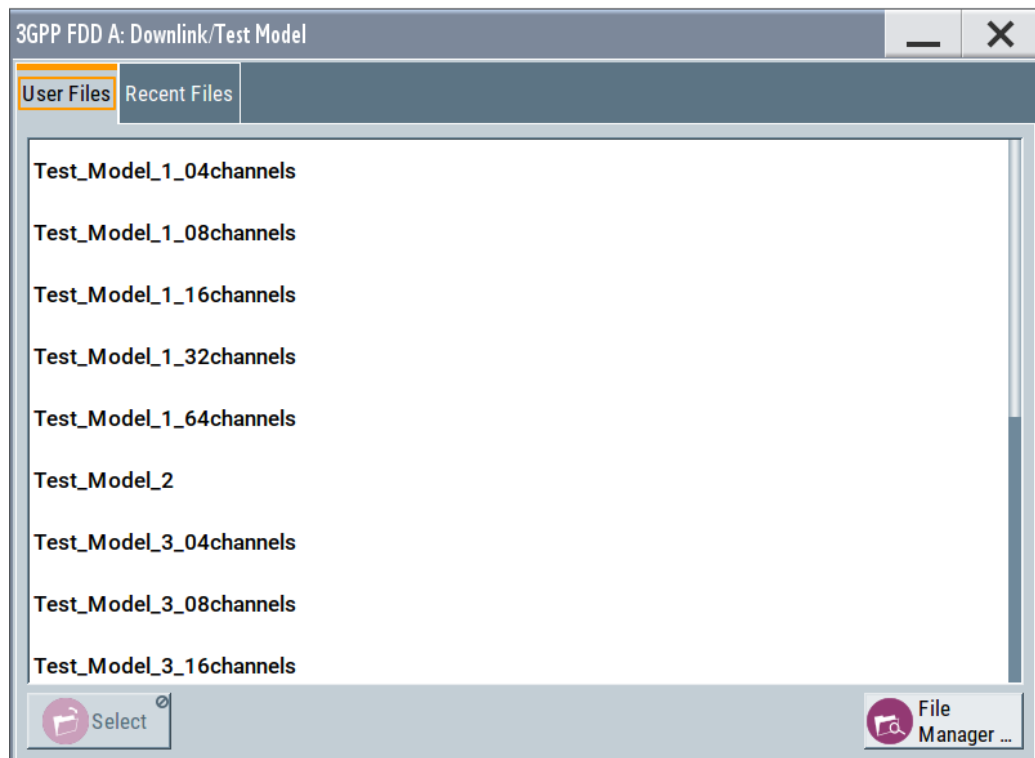 3GPP FDD A: Downlink/Test Model
User Files
Recent Files
Test_Model_1_04channels
Test_Model_1_08channels
Test_Model_1_16channels
Test_Model_1_32channels
Test_Model_1_64channels
Test_Model_2
Test_Model_3_04channels
Test_Model_3_08channels
Test_Model_3_16channels
Select
File
Manager ...